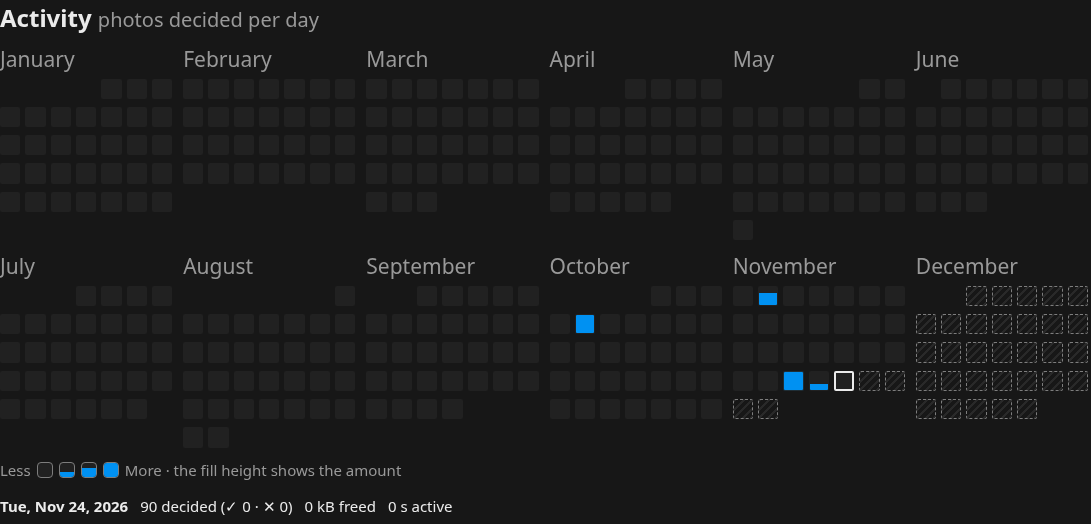 Activity photos decided per day
January February March April May June
July August September October November December
Less More · the fill height shows the amount
Tue, Nov 24, 2026 90 decided (✓ 0 · ✕ 0) 0 kB freed 0 s active